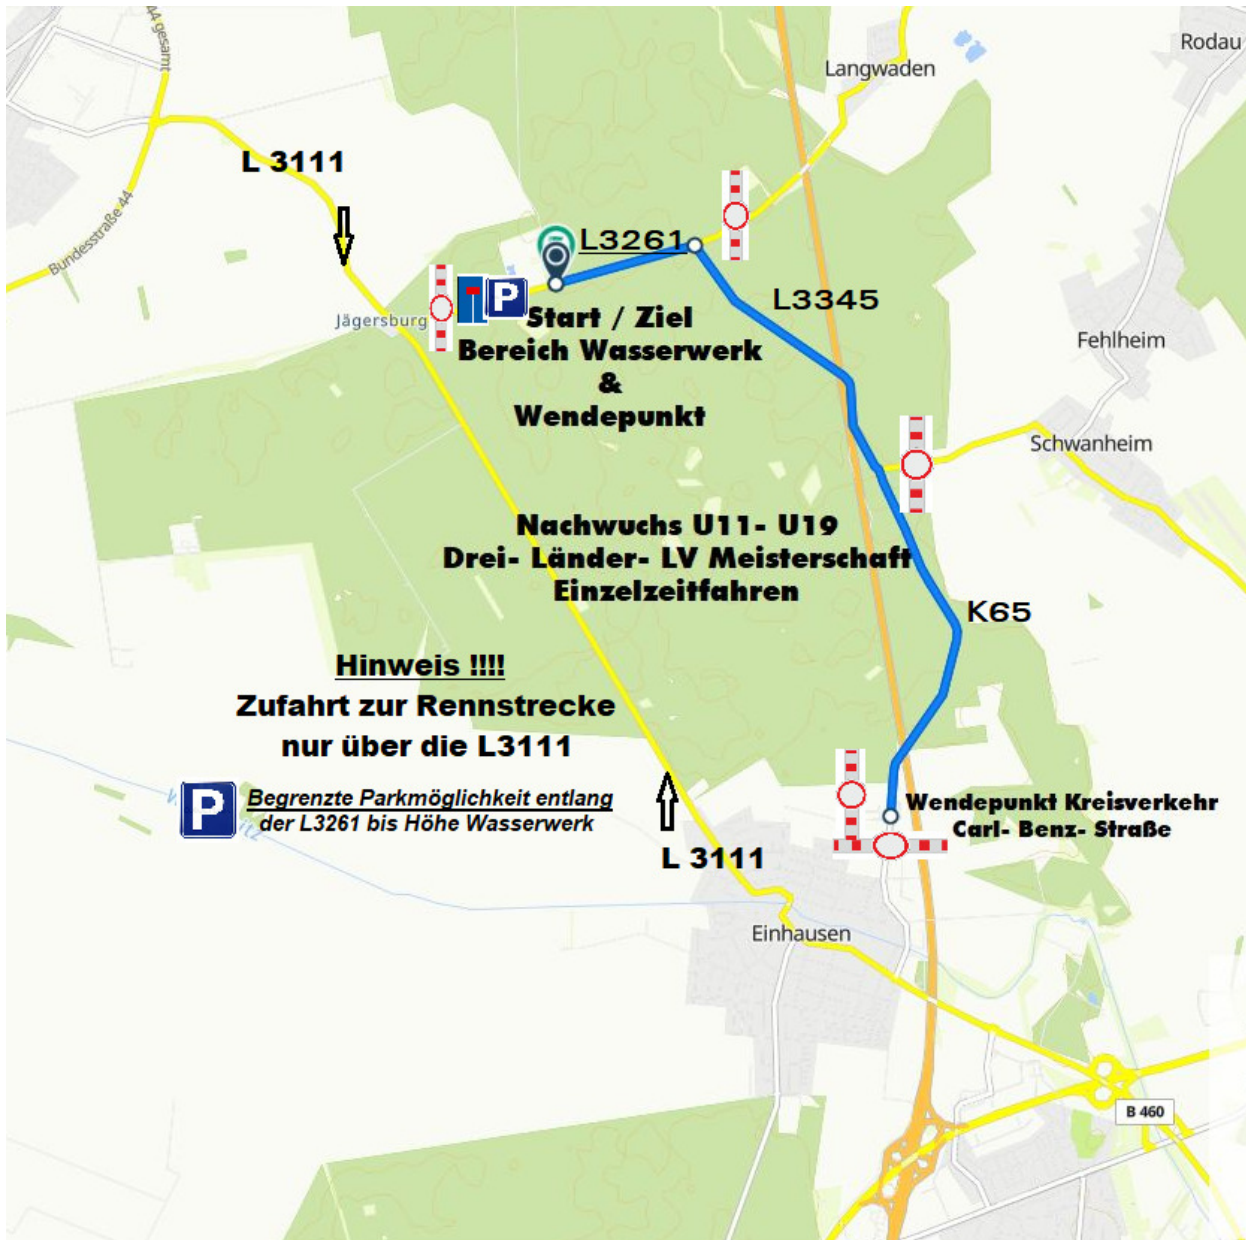 44 gesamt
Rodau
Langwaden
L 3111
Bundesstraße 44
L3261
L3345
Jägersburg
P
Start / Ziel
Bereich Wasserwerk
&
Wendepunkt
Fehlheim
Schwanheim
Nachwuchs U11- U19
Drei- Länder- LV Meisterschaft
Einzelzeitfahren
K65
Hinweis !!!!
Zufahrt zur Rennstrecke
nur über die L3111
P
Begrenzte Parkmöglichkeit entlang
der L3261 bis Höhe Wasserwerk
Wendepunkt Kreisverkehr
Carl- Benz- Straße
L 3111
Einhausen
B 460